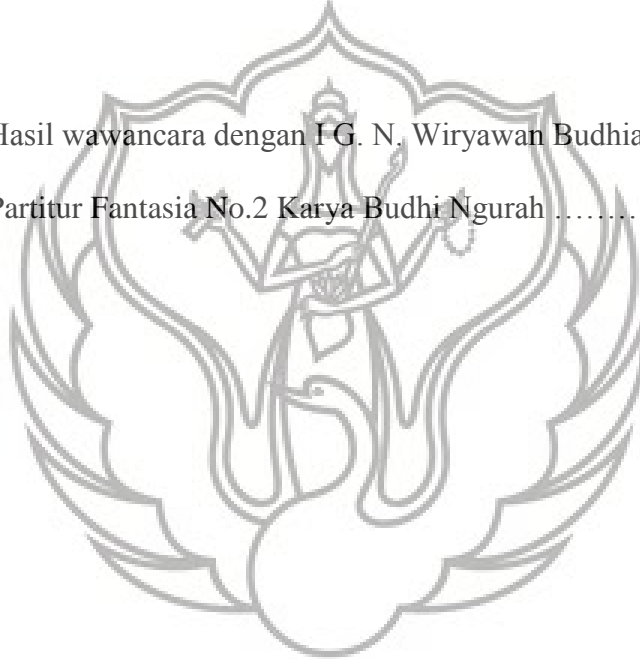 Hasil wawancara dengan I G. N. Wiryawan Budhia
Partitur Fantasia No.2 Karya Budhi Ngurah ........